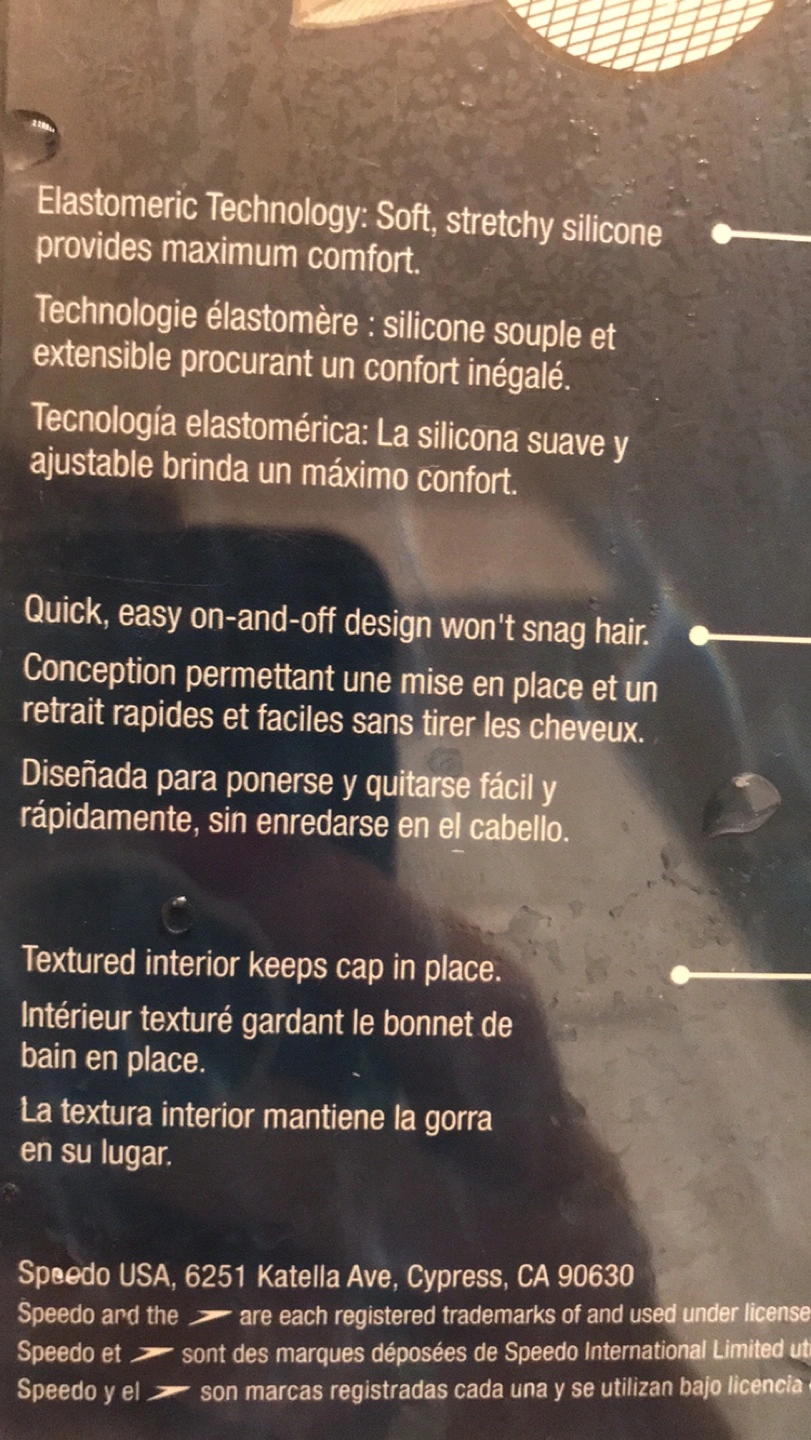 Elastomeric Technology: Soft, stretchy silicone
provides maximum comfort.
Technologie élastomère : silicone souple et
extensible procurant un confort inégalé.
Tecnología elastomérica: La silicona suave y
ajustable brinda un máximo confort.
Quick, easy on-and-off design won't snag hair.
Conception permettant une mise en place et un
retrait rapides et faciles sans tirer les cheveux.
Diseñada para ponerse y quitarse fácil y
rápidamente, sin enredarse en el cabello.
Textured interior keeps cap in place.
Intérieur texturé gardant le bonnet de
bain en place.
La textura interior mantiene la gorra
en su lugar.
Speedo USA, 6251 Katella Ave, Cypress, CA 90630
Speedo and the are each registered trademarks of and used under license
Speedo et sont des marques déposées de Speedo International Limited
Speedo y el son marcas registradas cada una y se utilizan bajo licencia